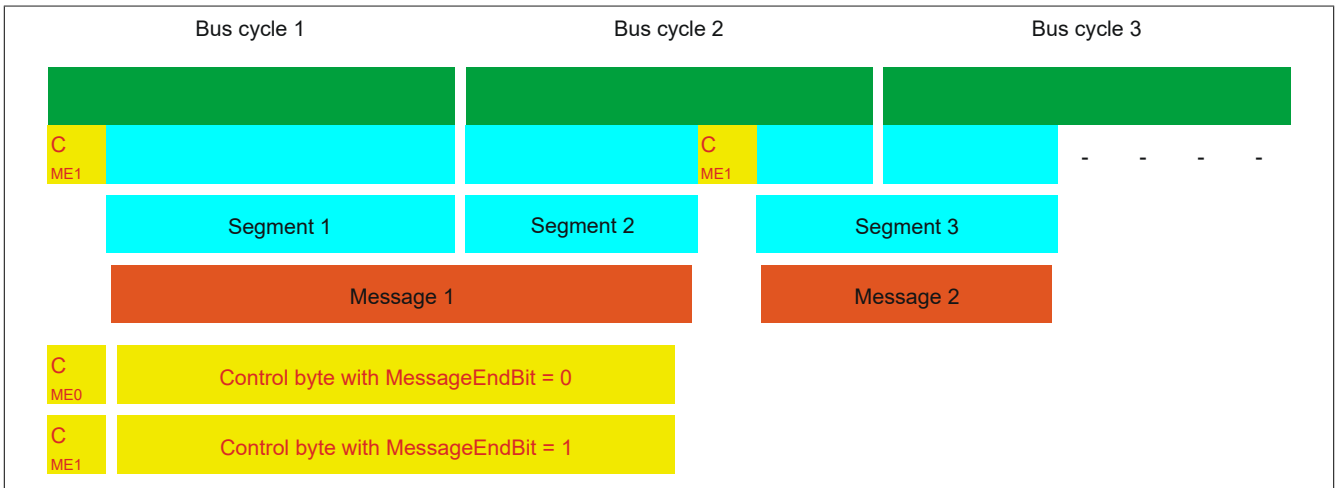 Bus cycle 1 Bus cycle 2 Bus cycle 3
C C
ME1 ME1 - - - -
Segment 1 Segment 2 Segment 3
Message 1 Message 2
C
ME0 Control byte with MessageEndBit = 0
C
ME1 Control byte with MessageEndBit = 1